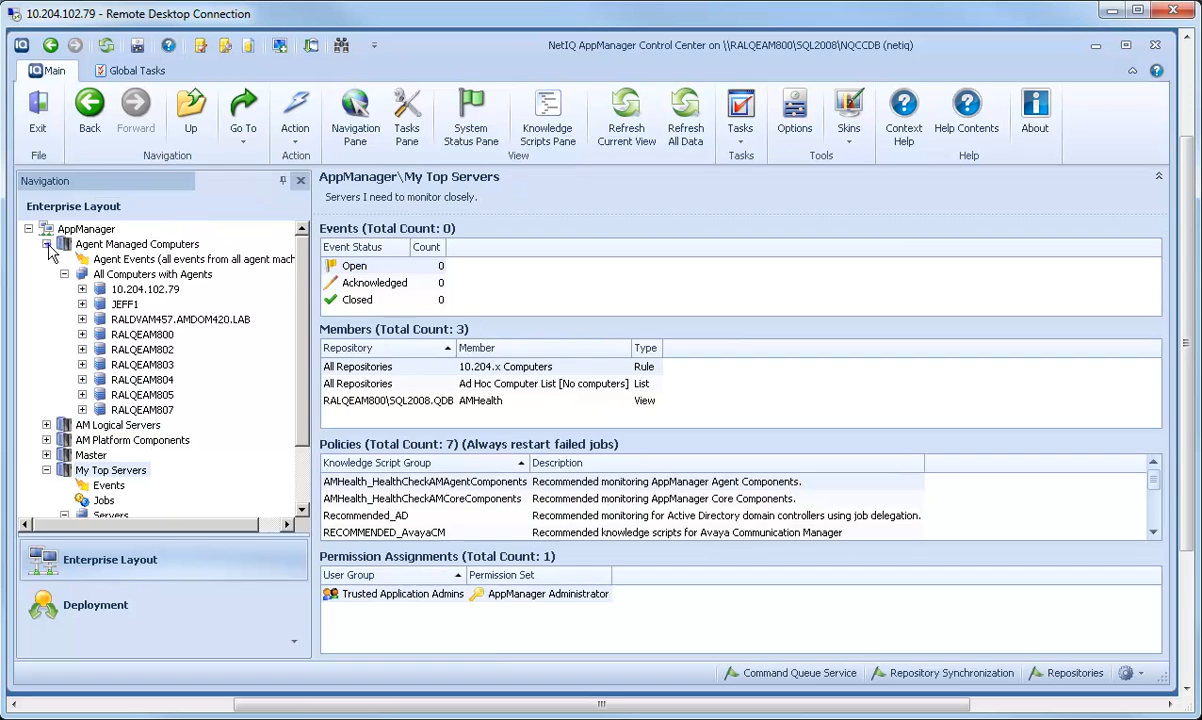 10.204.102.79 - Remote Desktop Connection
IQ
NetIQ AppManager Control Center on \\RALQEAM800\SQL2008\NQCCDB (netiq)
IQ Main
Global Tasks
Exit
Back
Forward
Up
Go To
Action
Navigation Pane
Tasks Pane
System Status Pane
Knowledge Scripts Pane
Refresh Current View
Refresh All Data
Tasks
Options
Skins
Context Help
Help Contents
About
File
Navigation
Action
View
Tasks
Tools
Help
Navigation
Enterprise Layout
AppManager
Agent Managed Computers
Agent Events (all events from all agent mach
All Computers with Agents
10.204.102.79
JEFF1
RALDVAM457.AMDOM420.LAB
RALQEAM800
RALQEAM802
RALQEAM803
RALQEAM804
RALQEAM805
RALQEAM807
AM Logical Servers
AM Platform Components
Master
My Top Servers
Events
Jobs
Servers
Enterprise Layout
Deployment
AppManager\My Top Servers
Servers I need to monitor closely.
Events (Total Count: 0)
Event Status Count
Open 0
Acknowledged 0
Closed 0
Members (Total Count: 3)
Repository Member Type
All Repositories 10.204.x Computers Rule
All Repositories Ad Hoc Computer List [No computers] List
RALQEAM800\SQL2008.QDB AMHealth View
Policies (Total Count: 7) (Always restart failed jobs)
Knowledge Script Group Description
AMHealth_HealthCheckAMAgentComponents Recommended monitoring AppManager Agent Components.
AMHealth_HealthCheckAMCoreComponents Recommended monitoring AppManager Core Components.
Recommended_AD Recommended monitoring for Active Directory domain controllers using job delegation.
RECOMMENDED_AvayaCM Recommended knowledge scripts for Avaya Communication Manager
Permission Assignments (Total Count: 1)
User Group Permission Set
Trusted Application Admins AppManager Administrator
Command Queue Service
Repository Synchronization
Repositories